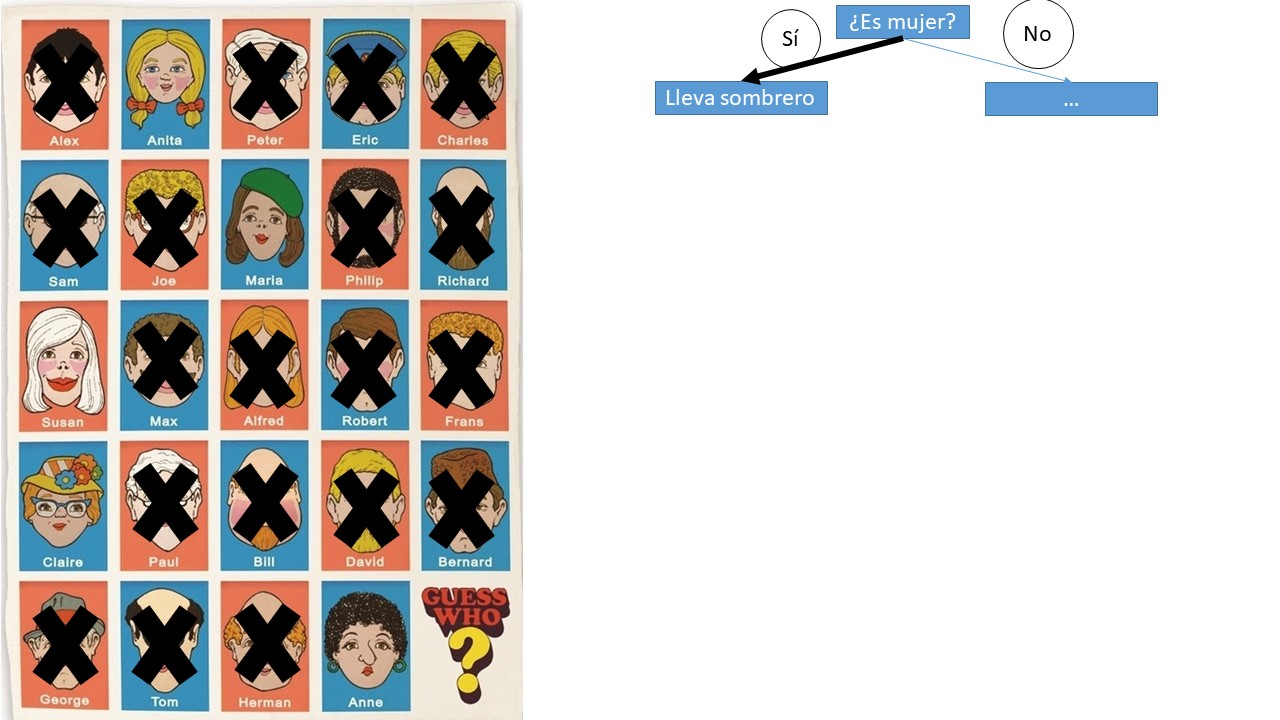 Alex
Anita
Peter
Eric
Charles
Sam
Joe
Maria
Philip
Richard
Susan
Max
Alfred
Robert
Frans
Claire
Paul
Bill
David
Bernard
George
Tom
Herman
Anne
GUESS
WHO
?
¿Es mujer?
Sí
No
Lleva sombrero
...